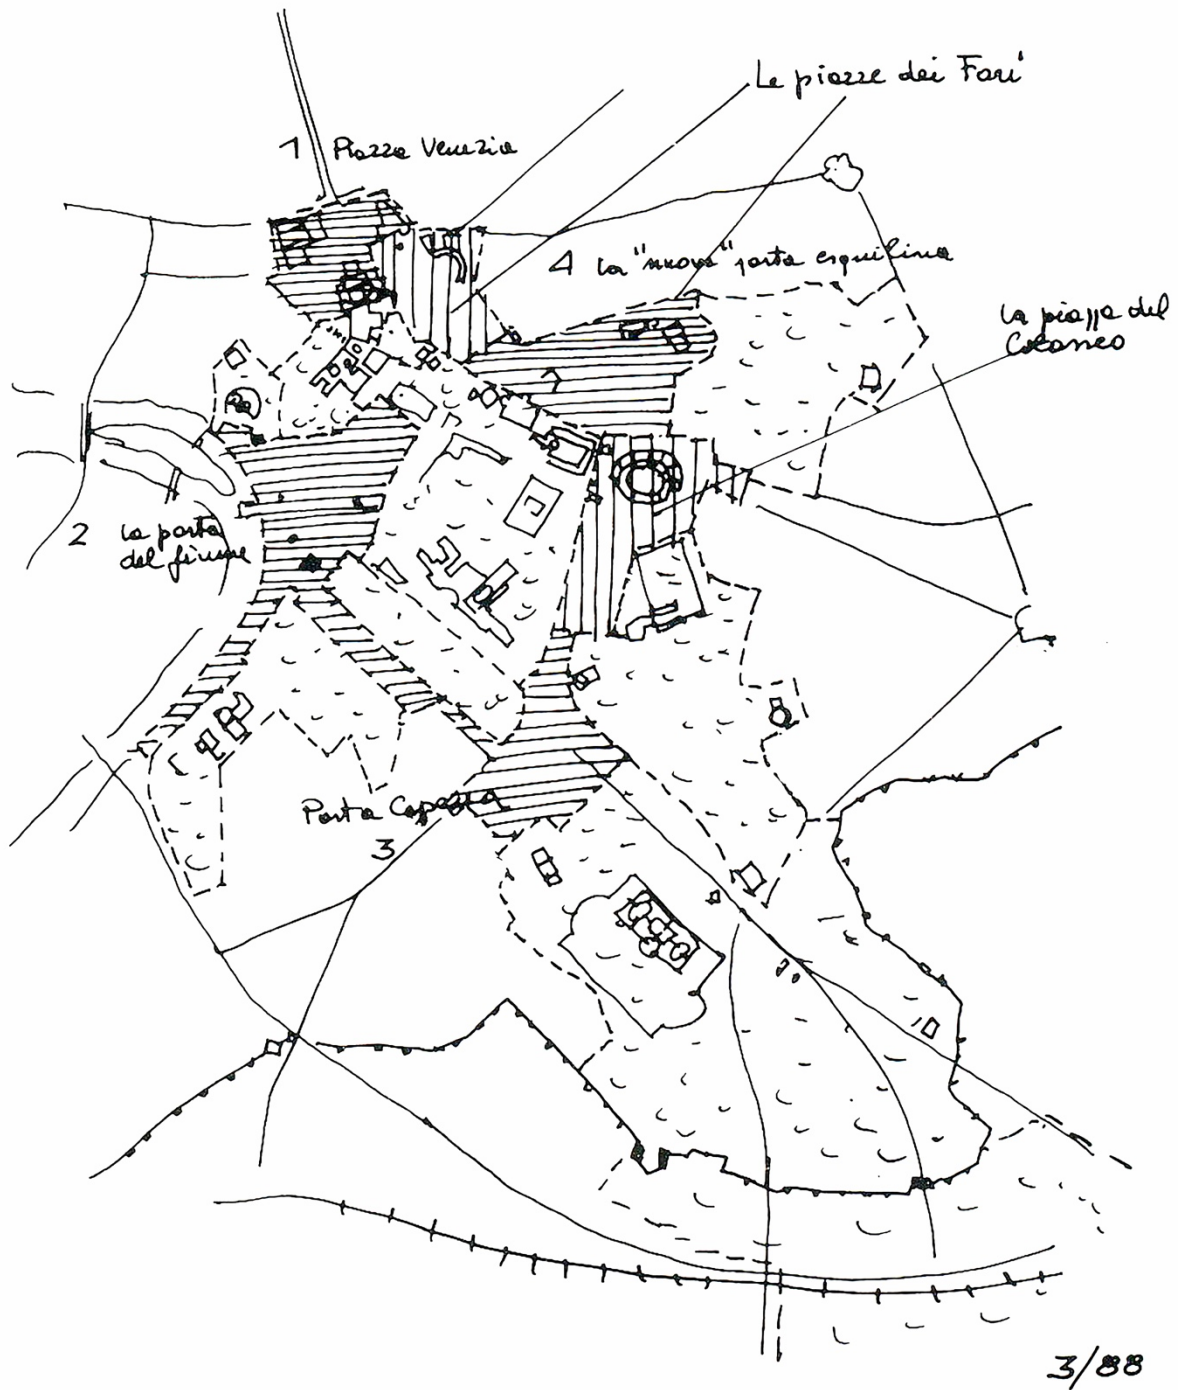 Le piazze dei Fori
1 Piazza Venezia
4 la "nuova" porta esquilina
la piazza del
Colosseo
2 la porta
del fiume
Porta Capena
3
3/88